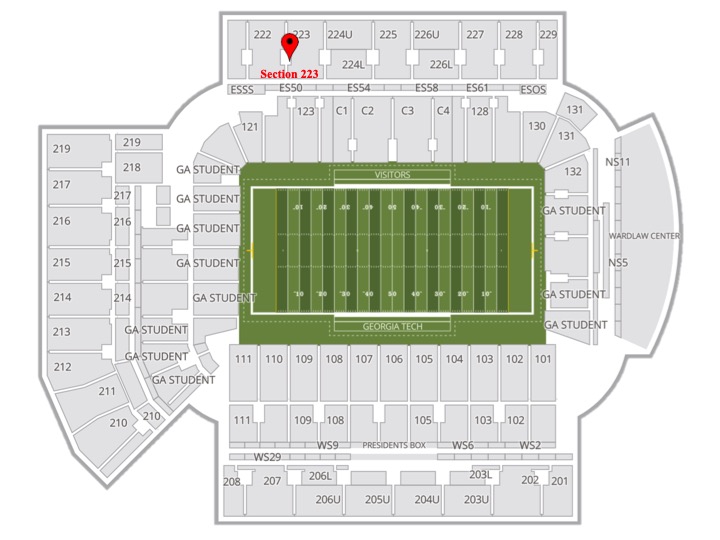 222 223 224U 225 226U 227 228 229
224L 226L
Section 223
ESSS ES50 ES54 ES58 ES61 ESOS
121 123 C1 C2 C3 C4 128 130 131
131
219 219
218
GA STUDENT
132
NS11
217 217
GA STUDENT
VISITORS
GA STUDENT
216 216
GA STUDENT
WARDLAW CENTER
10 20 30 40 50 40 30 20 10
215 215
GA STUDENT
NS5
214 214
GA STUDENT
10 20 30 40 50 40 30 20 10
GA STUDENT
213
GA STUDENT
GEORGIA TECH
GA STUDENT
212
GA STUDENT
111 110 109 108 107 106 105 104 103 102 101
211
GA STUDENT
210 210
111 109 108 105 103 102
WS9 PRESIDENTS BOX WS6 WS2
WS29
208 207 206L 203L 202 201
206U 205U 204U 203U